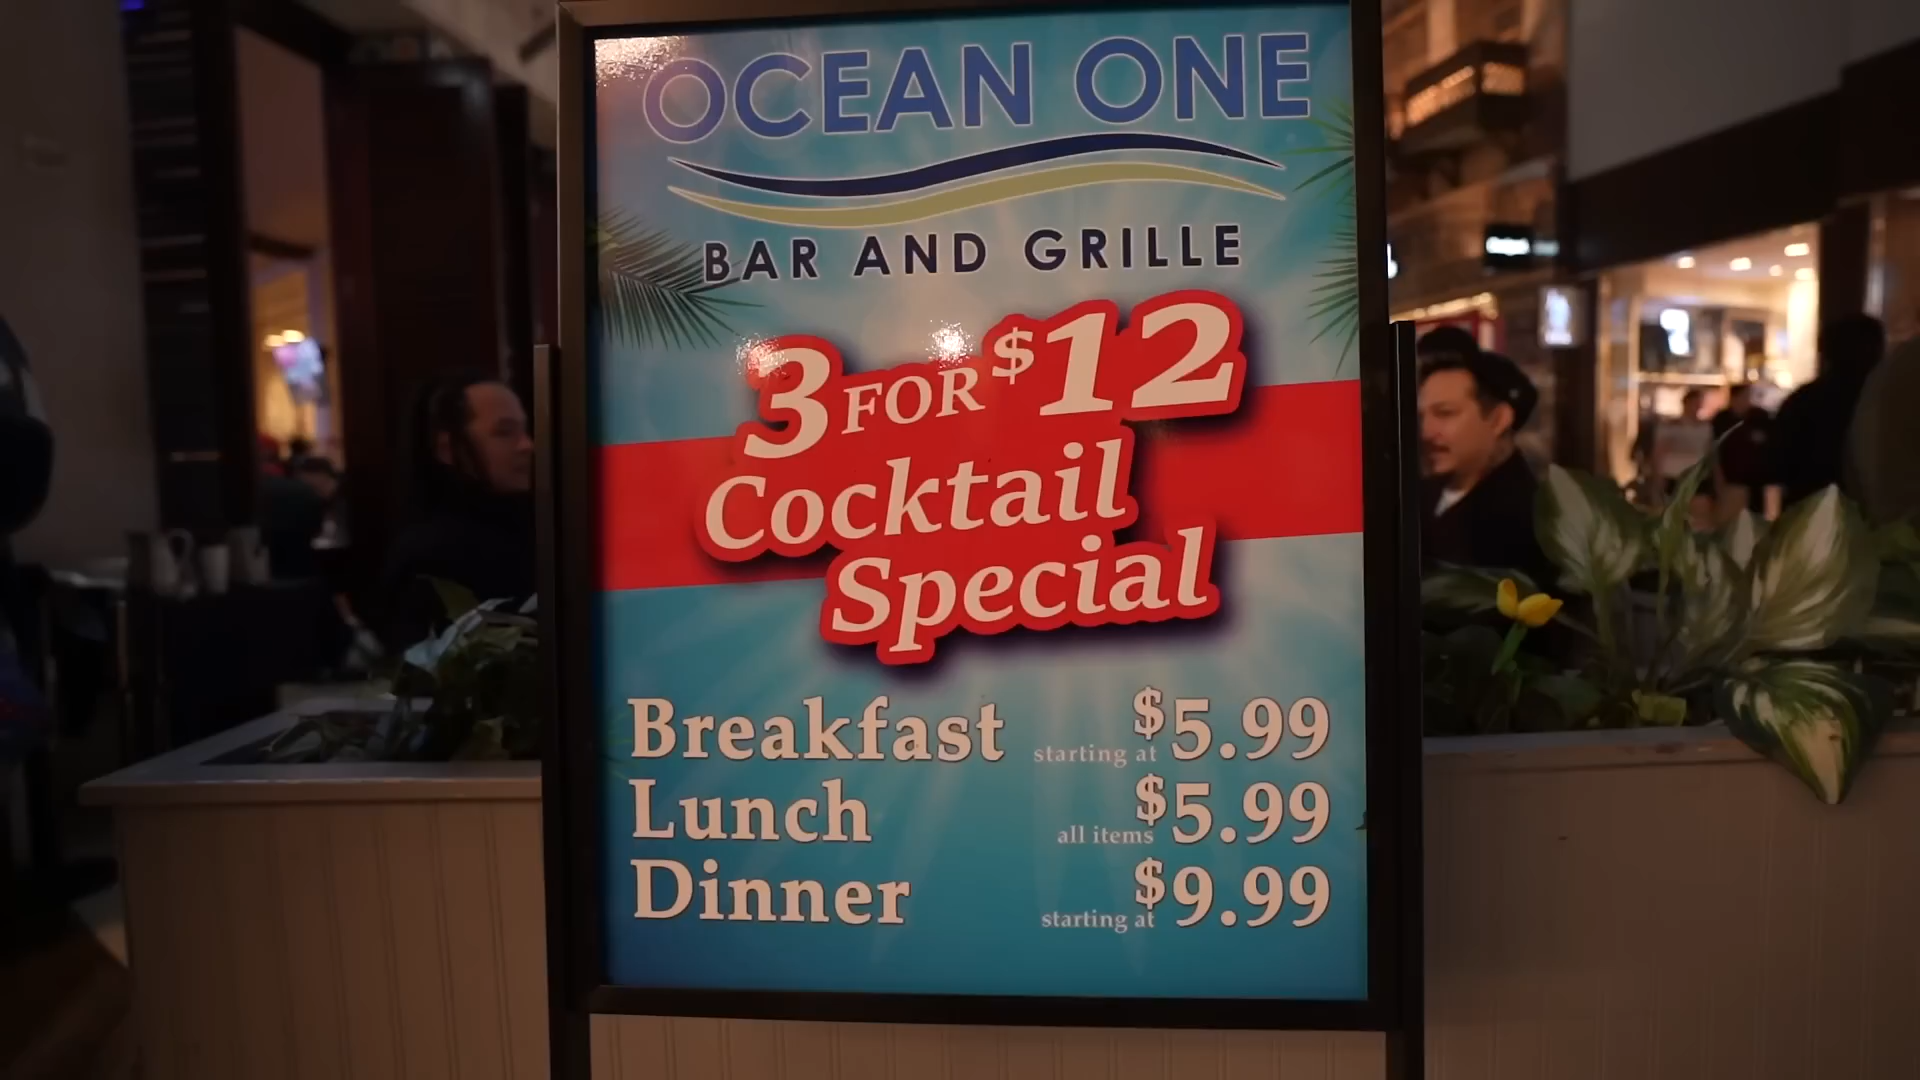 OCEAN ONE
BAR AND GRILLE
3 FOR $12
Cocktail
Special
Breakfast starting at $5.99
Lunch all items $5.99
Dinner starting at $9.99